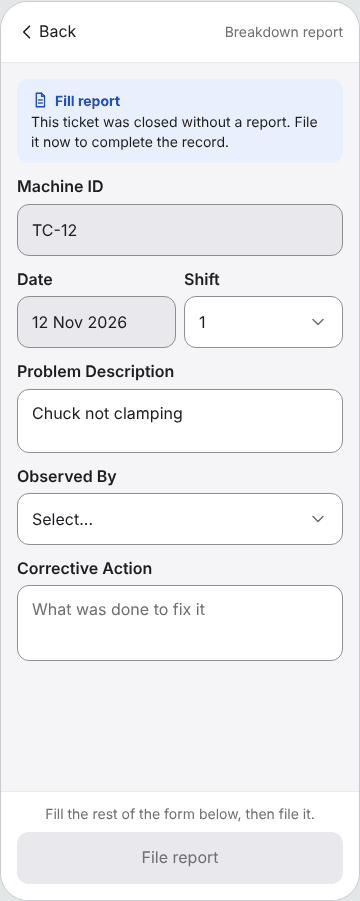 Back
Breakdown report
Fill report
This ticket was closed without a report. File
it now to complete the record.
Machine ID
TC-12
Date
Shift
12 Nov 2026
1
Problem Description
Chuck not clamping
Observed By
Select...
Corrective Action
What was done to fix it
Fill the rest of the form below, then file it.
File report